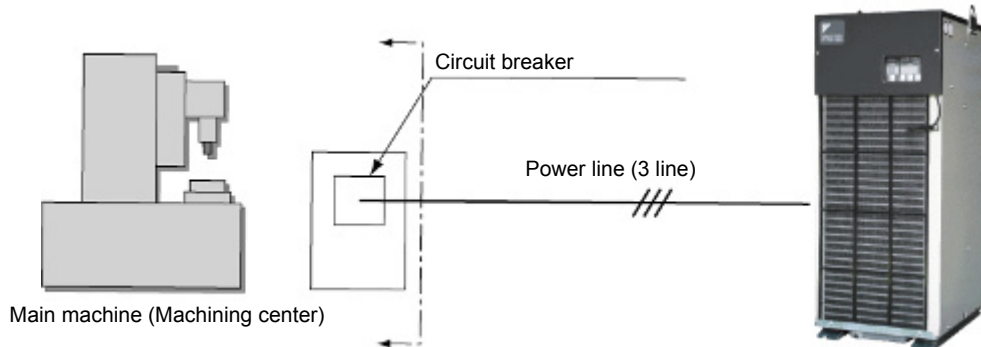 Circuit breaker
Power line (3 line)
Main machine (Machining center)